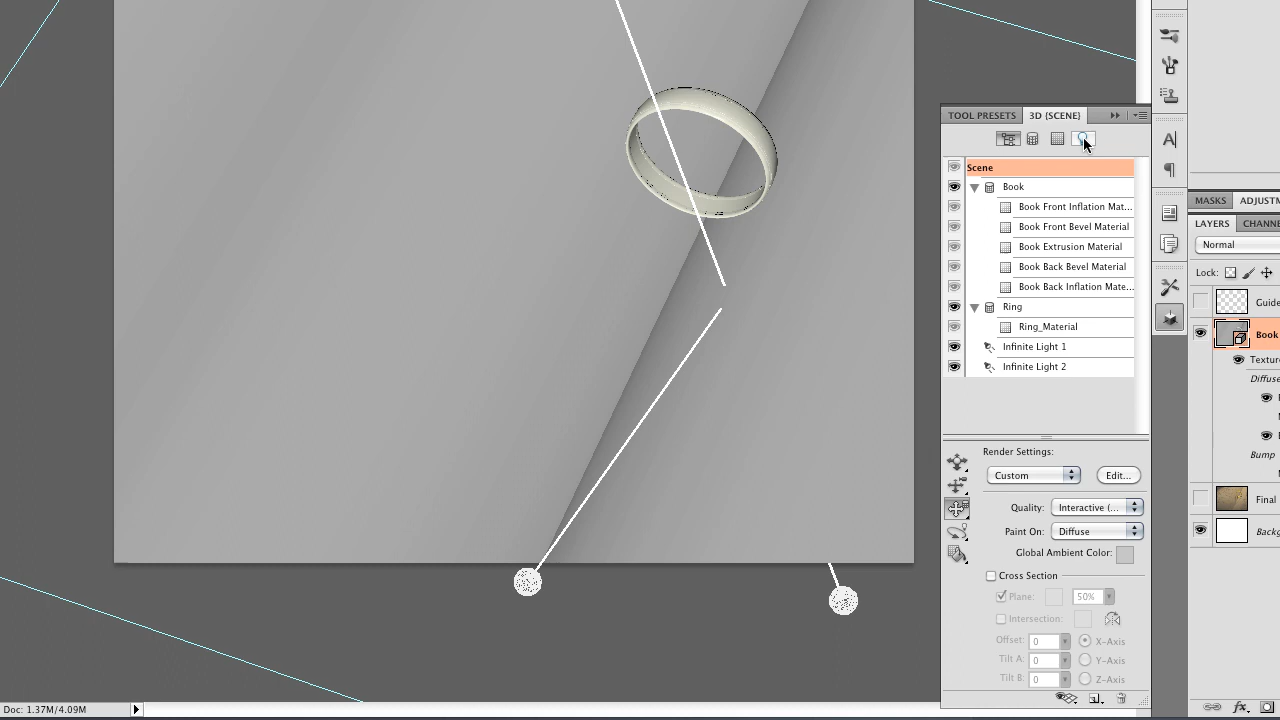 TOOL PRESETS
3D {SCENE}
Scene
Book
Book Front Inflation Mat...
Book Front Bevel Material
Book Extrusion Material
Book Back Bevel Material
Book Back Inflation Mate...
Ring
Ring_Material
Infinite Light 1
Infinite Light 2
Render Settings:
Custom
Edit...
Quality:
Interactive (...
Paint On:
Diffuse
Global Ambient Color:
Cross Section
Plane:
50%
Intersection:
Offset:
0
X-Axis
Tilt A:
0
Y-Axis
Tilt B:
0
Z-Axis
A
MASKS
ADJUSTM
LAYERS
CHANNE
Normal
Lock:
Guide
Book
Texture
Diffuse
Bump
Final
Backg
fx
Doc: 1.37M/4.09M